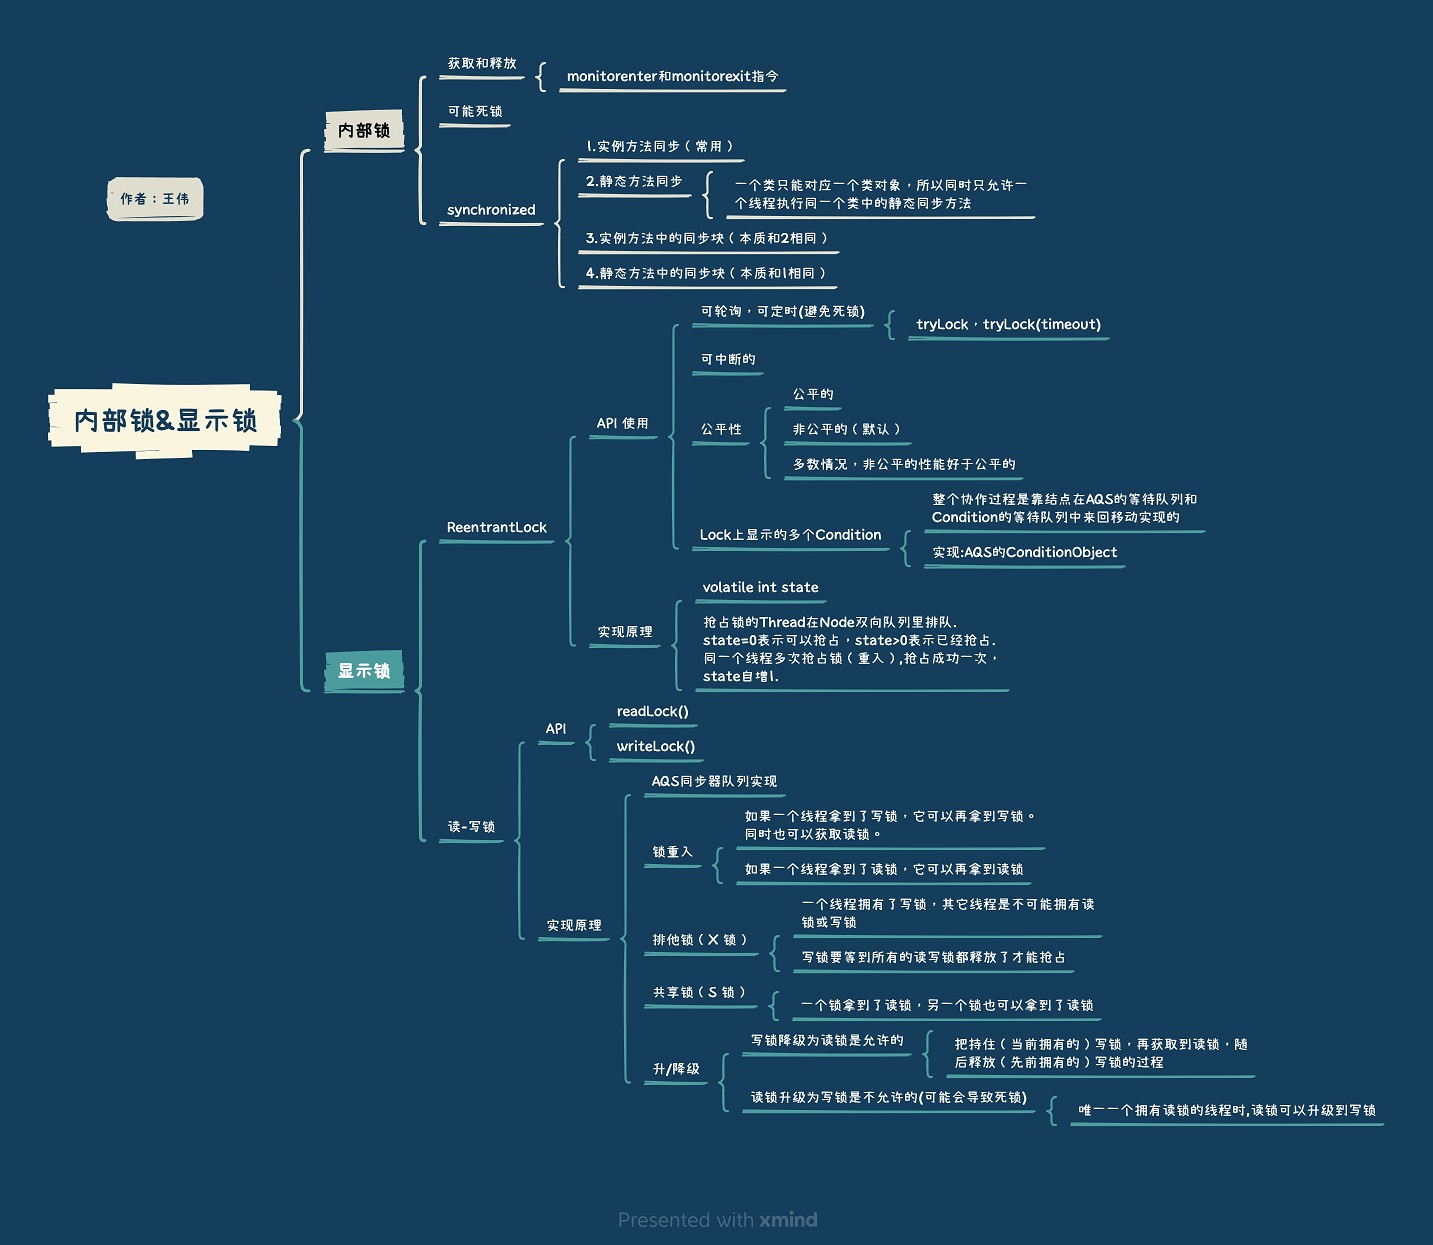 作者：王伟
内部锁&显示锁
内部锁
获取和释放
monitorenter和monitorexit指令
可能死锁
synchronized
1.实例方法同步（常用）
2.静态方法同步
一个类只能对应一个类对象，所以同时只允许一
个线程执行同一个类中的静态同步方法
3.实例方法中的同步块（本质和2相同）
4.静态方法中的同步块（本质和1相同）
显示锁
ReentrantLock
API 使用
可轮询，可定时(避免死锁)
tryLock，tryLock(timeout)
可中断的
公平性
公平的
非公平的（默认）
多数情况，非公平的性能好于公平的
Lock上显示的多个Condition
整个协作过程是靠结点在AQS的等待队列和
Condition的等待队列中来回移动实现的
实现:AQS的ConditionObject
实现原理
volatile int state
抢占锁的Thread在Node双向队列里排队.
state=0表示可以抢占，state>0表示已经抢占.
同一个线程多次抢占锁（重入）,抢占成功一次，
state自增1.
读-写锁
API
readLock()
writeLock()
实现原理
AQS同步器队列实现
锁重入
如果一个线程拿到了写锁，它可以再拿到写锁。
同时也可以获取读锁。
如果一个线程拿到了读锁，它可以再拿到读锁
排他锁（X 锁）
一个线程拥有了写锁，其它线程是不可能拥有读
锁或写锁
写锁要等到所有的读写锁都释放了才能抢占
共享锁（S 锁）
一个锁拿到了读锁，另一个锁也可以拿到了读锁
升/降级
写锁降级为读锁是允许的
把持住（当前拥有的）写锁，再获取到读锁，随
后释放（先前拥有的）写锁的过程
读锁升级为写锁是不允许的(可能会导致死锁)
唯一一个拥有读锁的线程时,读锁可以升级到写锁
Presented with xmind